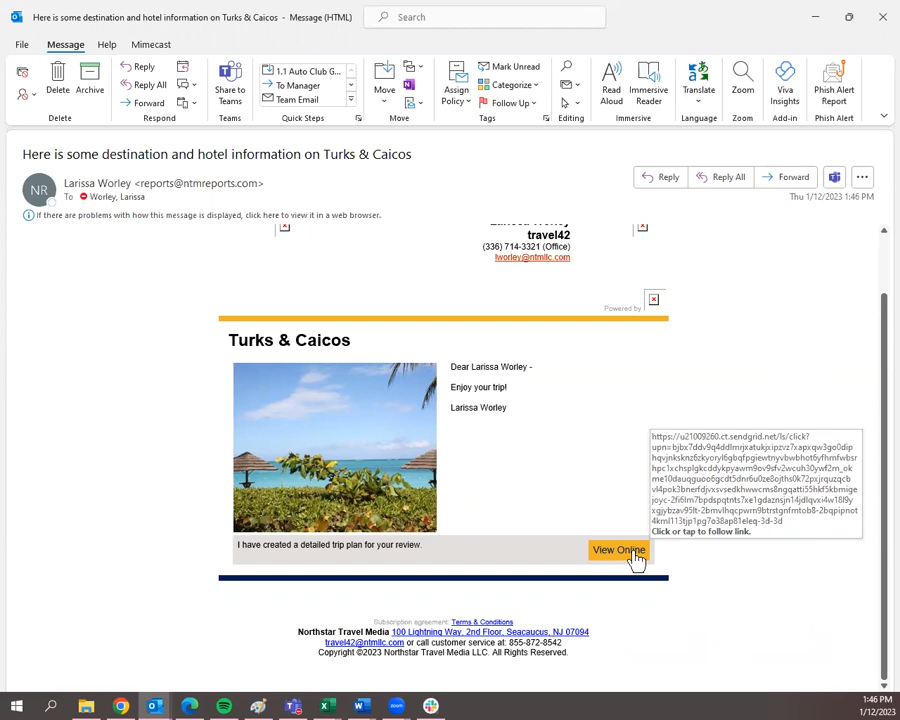 Here is some destination and hotel information on Turks & Caicos - Message (HTML)
Search
File Message Help Mimecast
Delete
Archive
Reply
Reply All
Forward
Share to
Teams
1.1 Auto Club G...
To Manager
Team Email
Move
Assign
Policy
Mark Unread
Categorize
Follow Up
Read
Aloud
Immersive
Reader
Translate
Zoom
Viva
Insights
Phish Alert
Report
Delete Respond Teams Quick Steps Move Tags Editing Immersive Language Zoom Add-in Phish Alert
Here is some destination and hotel information on Turks & Caicos
NR
Larissa Worley <reports@ntmreports.com>
To Worley, Larissa
Reply Reply All Forward
Thu 1/12/2023 1:46 PM
If there are problems with how this message is displayed, click here to view it in a web browser.
travel42
(336) 714-3321 (Office)
lworley@ntmllc.com
Powered by
Turks & Caicos
Dear Larissa Worley -
Enjoy your trip!
Larissa Worley
I have created a detailed trip plan for your review.
View Online
https://u21009260.ct.sendgrid.net/ls/click?
Click or tap to follow link.
Subscription agreement: Terms & Conditions
Northstar Travel Media 100 Lightning Way, 2nd Floor, Seacaucus, NJ 07094
travel42@ntmllc.com or call customer service at: 855-872-8542
Copyright ©2023 Northstar Travel Media LLC. All Rights Reserved.
1:46 PM
1/12/2023